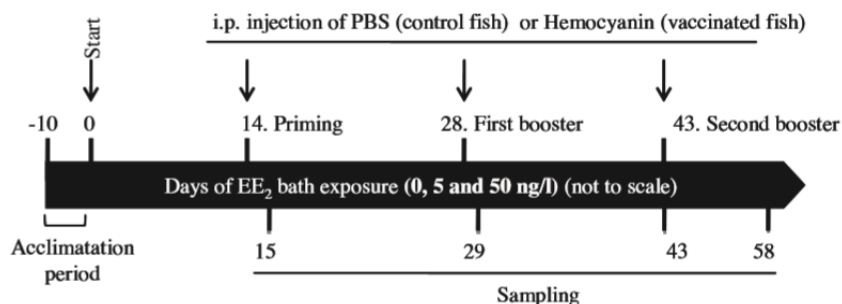 i.p. injection of PBS (control fish) or Hemocyanin (vaccinated fish)
Start
-10 0 14. Priming 28. First booster 43. Second booster
Days of EE₂ bath exposure (0, 5 and 50 ng/l) (not to scale)
Acclimatation
period
15 29 43 58
Sampling